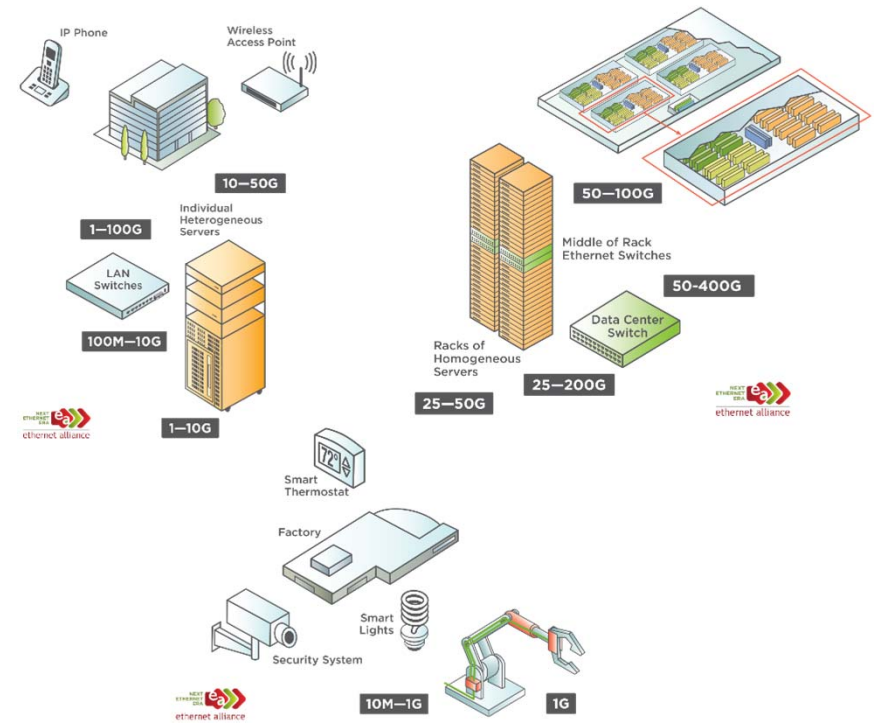 IP Phone
Wireless
Access Point
10—50G
1—100G
Individual
Heterogeneous
Servers
LAN
Switches
100M—10G
1—10G
NEXT
ETHERNET
ERA
ea
ethernet alliance
50—100G
Middle of Rack
Ethernet Switches
50-400G
Data Center
Switch
Racks of
Homogeneous
Servers
25—200G
25—50G
NEXT
ETHERNET
ERA
ea
ethernet alliance
72°
Smart
Thermostat
Factory
Smart
Lights
Security System
10M—1G
1G
NEXT
ETHERNET
ERA
ea
ethernet alliance